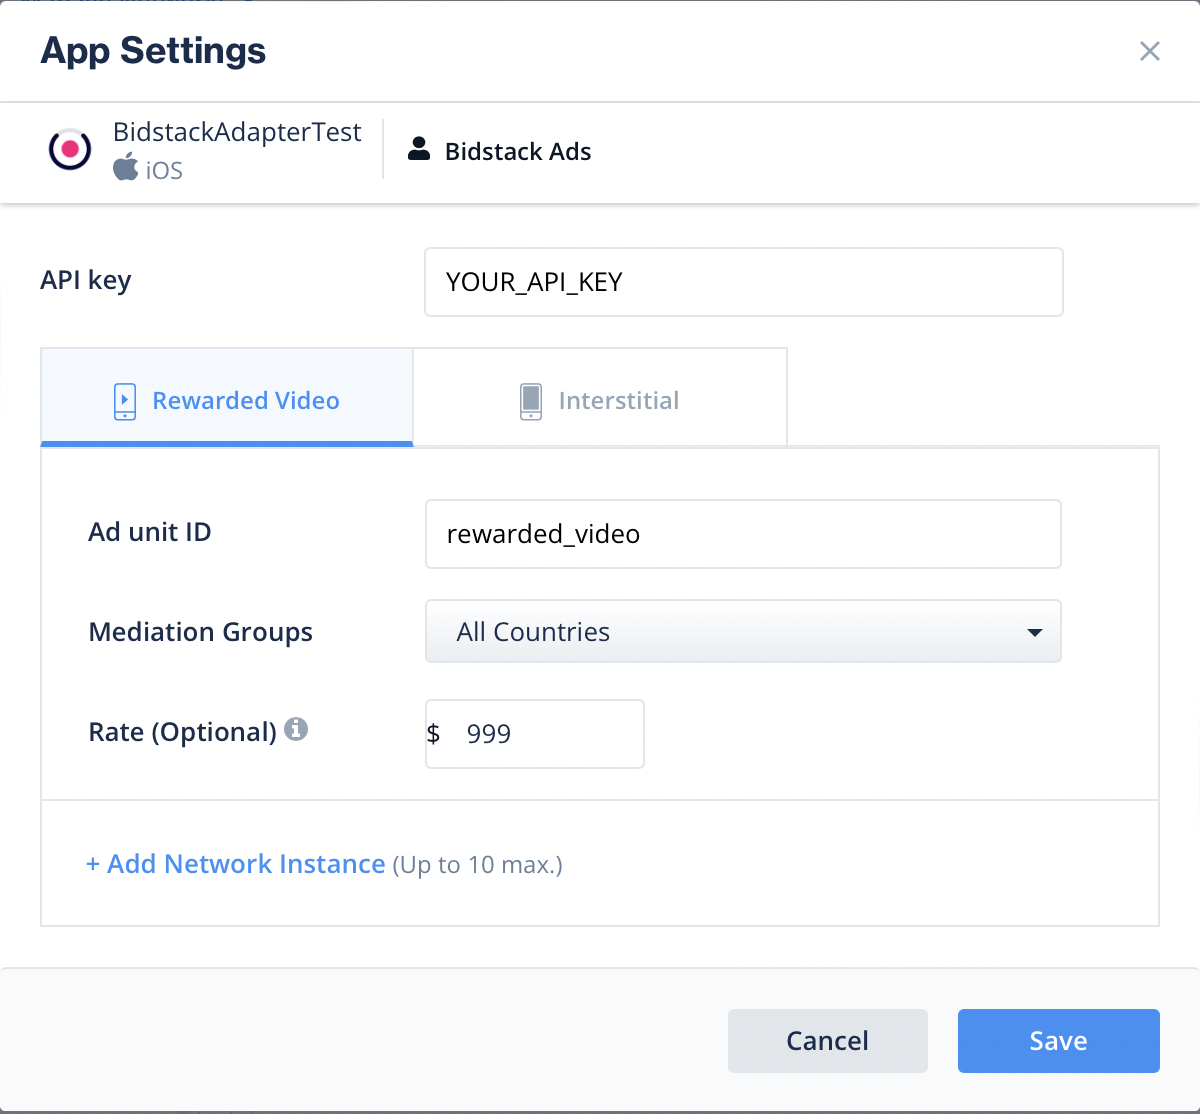 App Settings
BidstackAdapterTest
iOS
Bidstack Ads
API key
YOUR_API_KEY
Rewarded Video
Interstitial
Ad unit ID
rewarded_video
Mediation Groups
All Countries
Rate (Optional)
$ 999
+ Add Network Instance (Up to 10 max.)
Cancel
Save